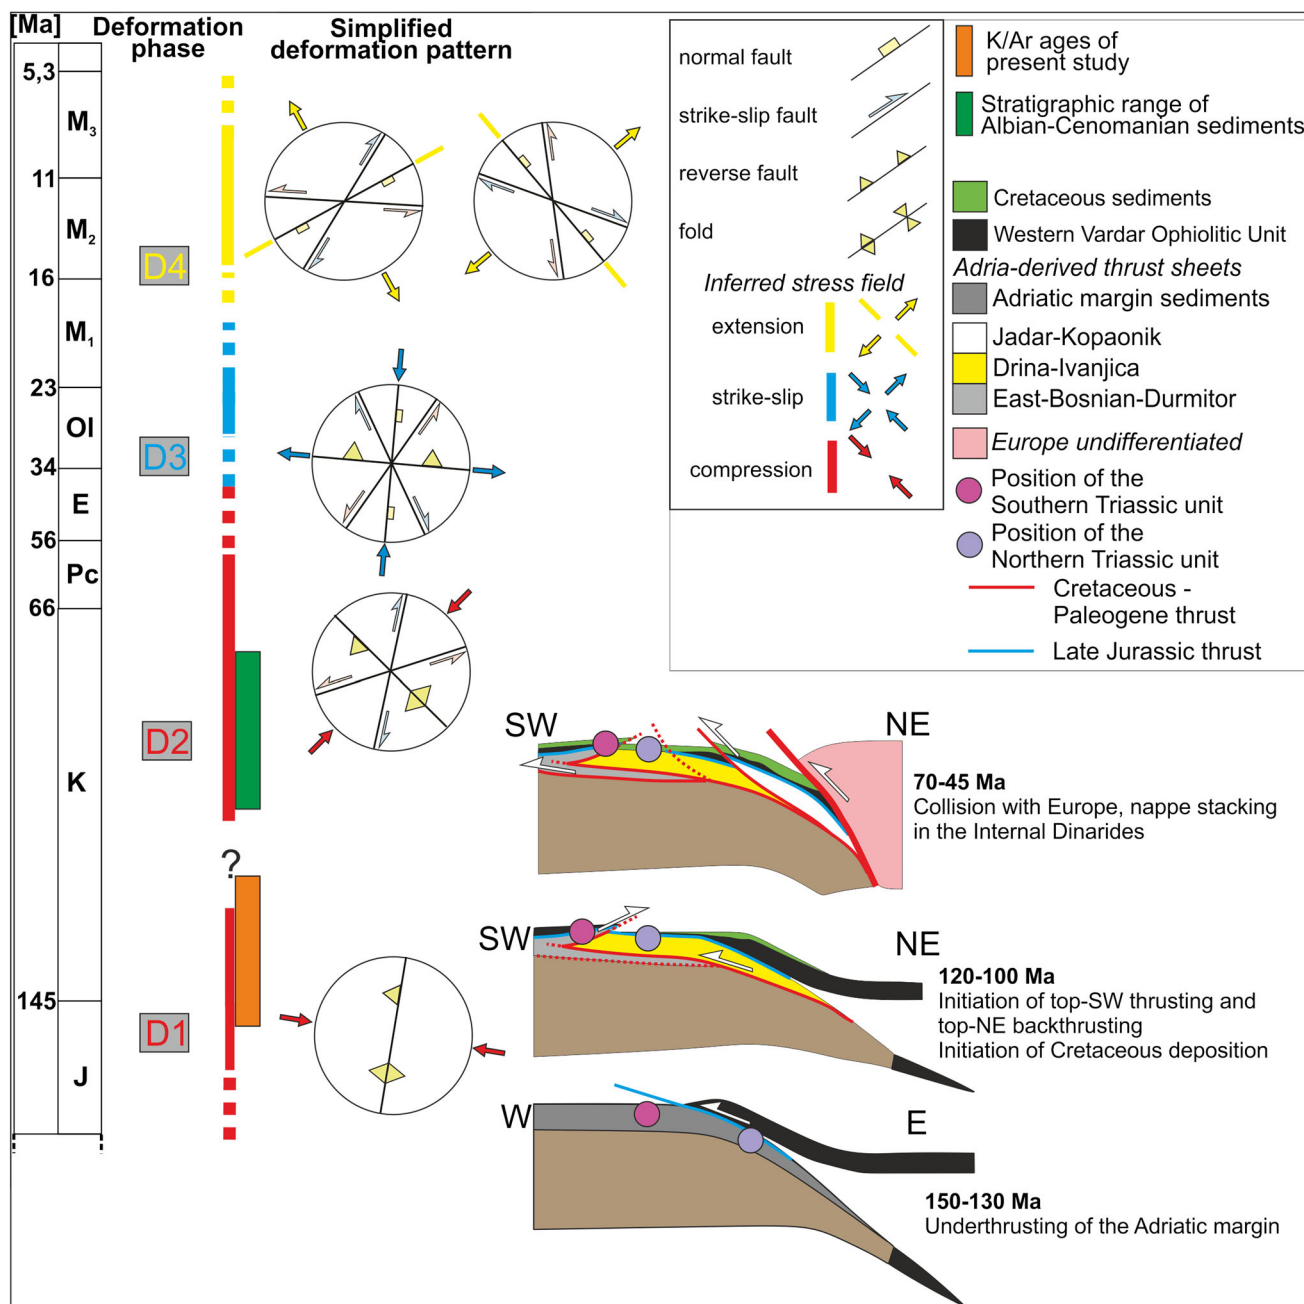 [Ma]
Deformation
phase
Simplified
deformation pattern
5,3
M3
11
M2
16
M1
23
Ol
34
E
56
Pc
66
K
145
J
D4
D3
D2
?
D1
normal fault
strike-slip fault
reverse fault
fold
Inferred stress field
extension
strike-slip
compression
K/Ar ages of
present study
Stratigraphic range of
Albian-Cenomanian sediments
Cretaceous sediments
Western Vardar Ophiolitic Unit
Adria-derived thrust sheets
Adriatic margin sediments
Jadar-Kopaonik
Drina-Ivanjica
East-Bosnian-Durmitor
Europe undifferentiated
Position of the
Southern Triassic unit
Position of the
Northern Triassic unit
Cretaceous -
Paleogene thrust
Late Jurassic thrust
SW
NE
70-45 Ma
Collision with Europe, nappe stacking
in the Internal Dinarides
SW
NE
120-100 Ma
Initiation of top-SW thrusting and
top-NE backthrusting
Initiation of Cretaceous deposition
W
E
150-130 Ma
Underthrusting of the Adriatic margin